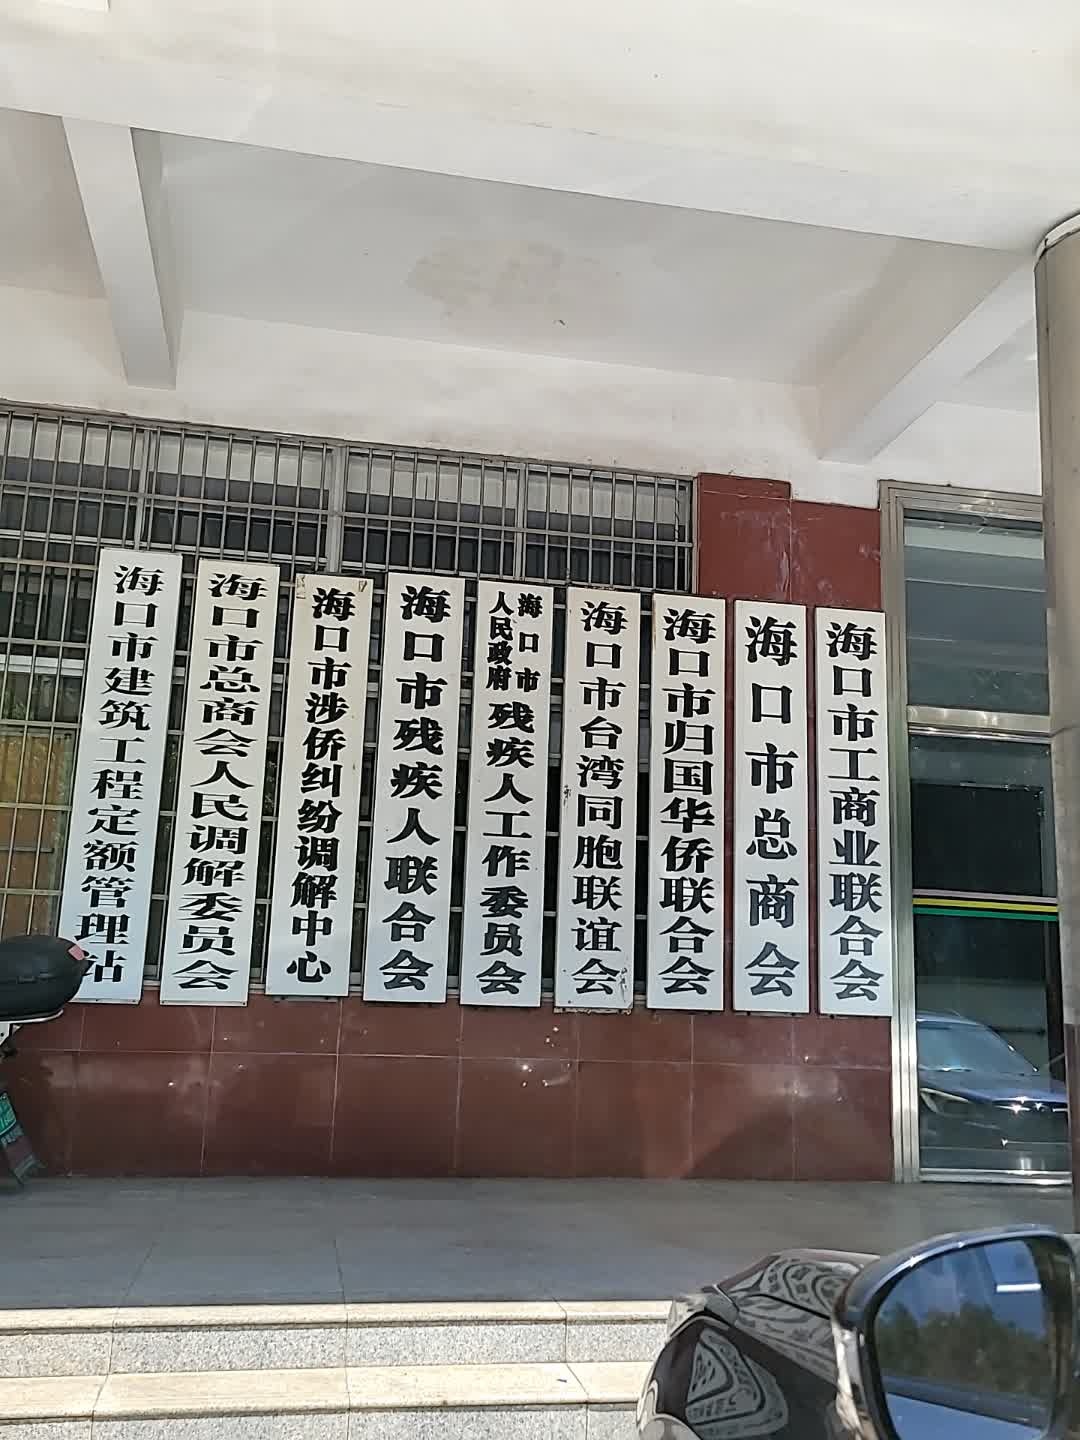 海口市建筑工程定额管理站
海口市总商会人民调解委员会
海口市涉侨纠纷调解中心
海口市残疾人联合会
海口市
人民政府
残疾人工作委员会
海口市台湾同胞联谊会
海口市归国华侨联合会
海口市总商会
海口市工商业联合会